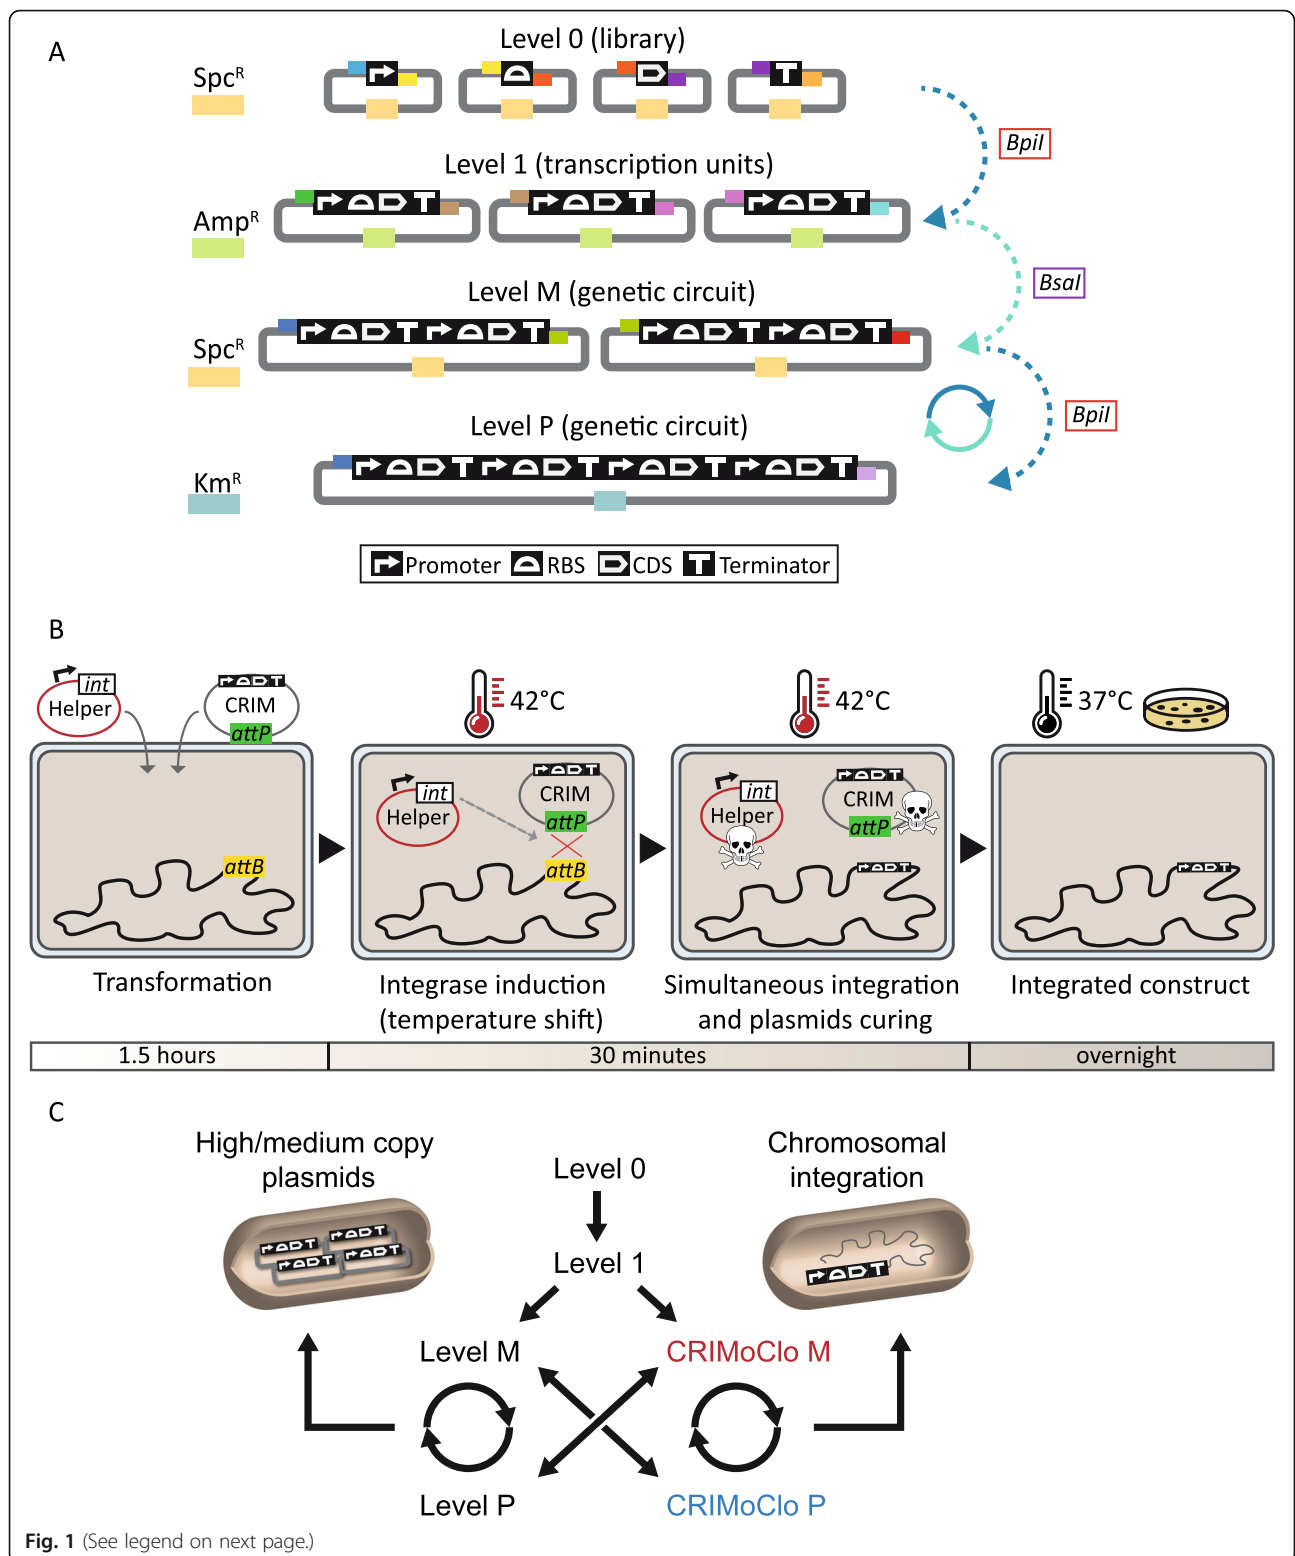 A
Level 0 (library)
SpcR
BpiI
Level 1 (transcription units)
AmpR
BsaI
Level M (genetic circuit)
SpcR
BpiI
Level P (genetic circuit)
KmR
Promoter RBS CDS Terminator
B
int
Helper
CRIM
attP
attB
42°C
int
Helper
CRIM
attP
attB
42°C
int
Helper
CRIM
attP
37°C
Transformation
Integrase induction
(temperature shift)
Simultaneous integration
and plasmids curing
Integrated construct
1.5 hours
30 minutes
overnight
C
High/medium copy
plasmids
Level 0
Chromosomal
integration
Level 1
Level M
CRIMoClo M
Level P
CRIMoClo P
Fig. 1 (See legend on next page.)